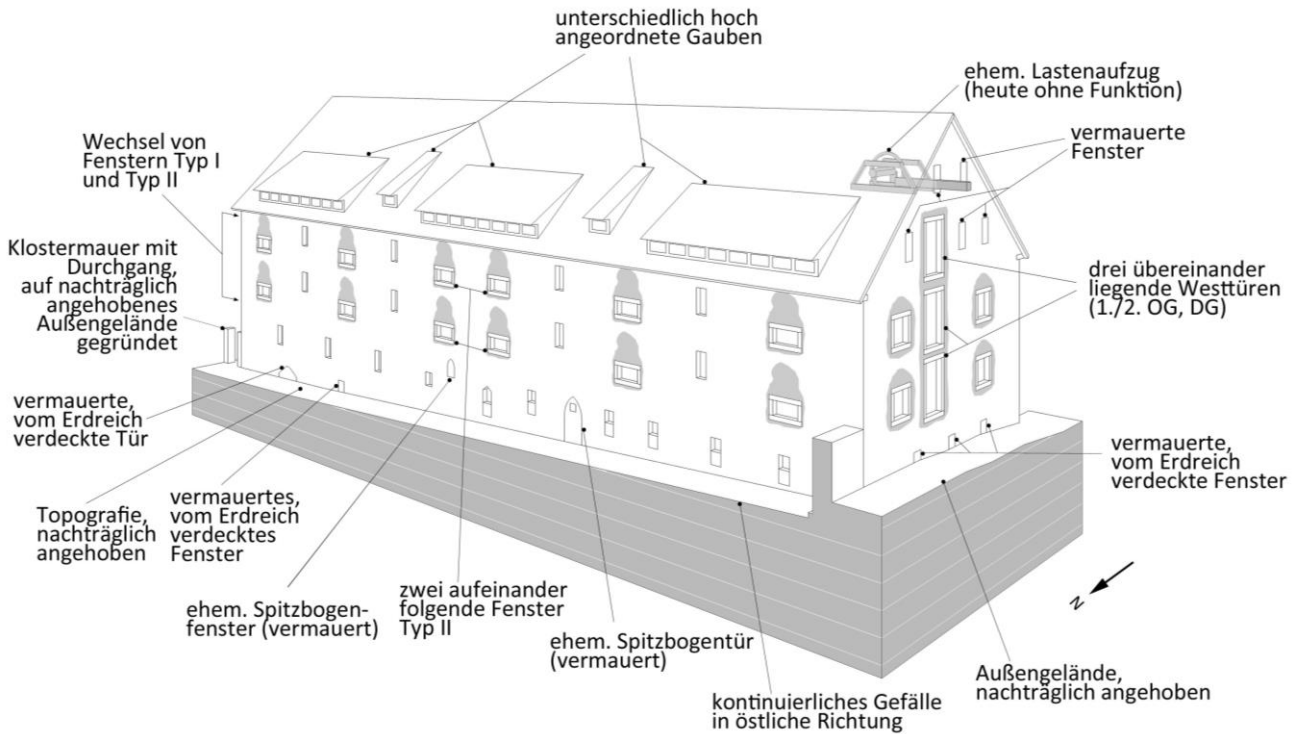 unterschiedlich hoch
angeordnete Gauben
ehem. Lastenaufzug
(heute ohne Funktion)
vermauerte
Fenster
Wechsel von
Fenstern Typ I
und Typ II
Klostermauer mit
Durchgang,
auf nachträglich
angehobenes
Außengelände
gegründet
drei übereinander
liegende Westtüren
(1./2. OG, DG)
vermauerte,
vom Erdreich
verdeckte Tür
vermauerte,
vom Erdreich
verdeckte Fenster
Topografie,
nachträglich
angehoben
vermauertes,
vom Erdreich
verdecktes
Fenster
ehem. Spitzbogen-
fenster (vermauert)
zwei aufeinander
folgende Fenster
Typ II
ehem. Spitzbogentür
(vermauert)
N
Außengelände,
nachträglich angehoben
kontinuierliches Gefälle
in östliche Richtung